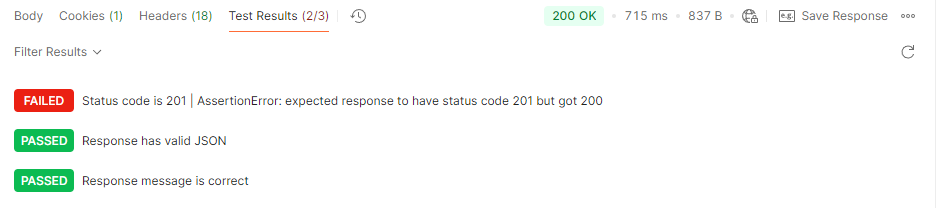 Body Cookies (1) Headers (18) Test Results (2/3) 200 OK • 715 ms • 837 B • e.g. Save Response
Filter Results
FAILED Status code is 201 | AssertionError: expected response to have status code 201 but got 200
PASSED Response has valid JSON
PASSED Response message is correct